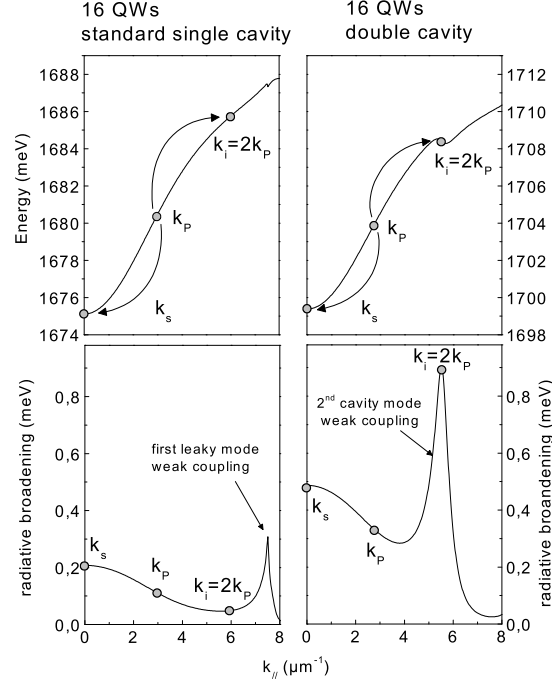 16 QWs
standard single cavity
16 QWs
double cavity
Energy (meV)
1688
1686
1684
1682
1680
1678
1676
1674
k_i=2k_P
k_P
k_s
1712
1710
1708
1706
1704
1702
1700
1698
k_i=2k_P
k_P
k_s
radiative broadening (meV)
0,8
0,6
0,4
0,2
0,0
first leaky mode
weak coupling
k_s
k_P
k_i=2k_P
0 2 4 6 8
k_i=2k_P
2nd cavity mode
weak coupling
k_s
k_P
0,8
0,6
0,4
0,2
0,0
radiative broandening (meV)
0 2 4 6 8
k_// (µm⁻¹)